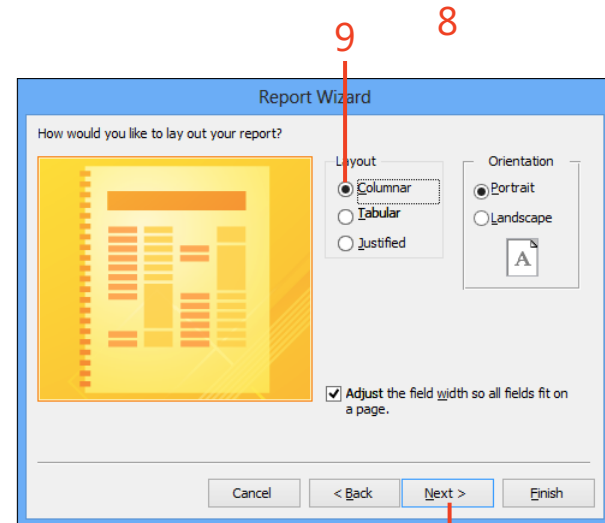 9
8
Report Wizard
How would you like to lay out your report?
Layout
Columnar
Tabular
Justified
Orientation
Portrait
Landscape
A
Adjust the field width so all fields fit on
a page.
Cancel
< Back
Next >
Finish